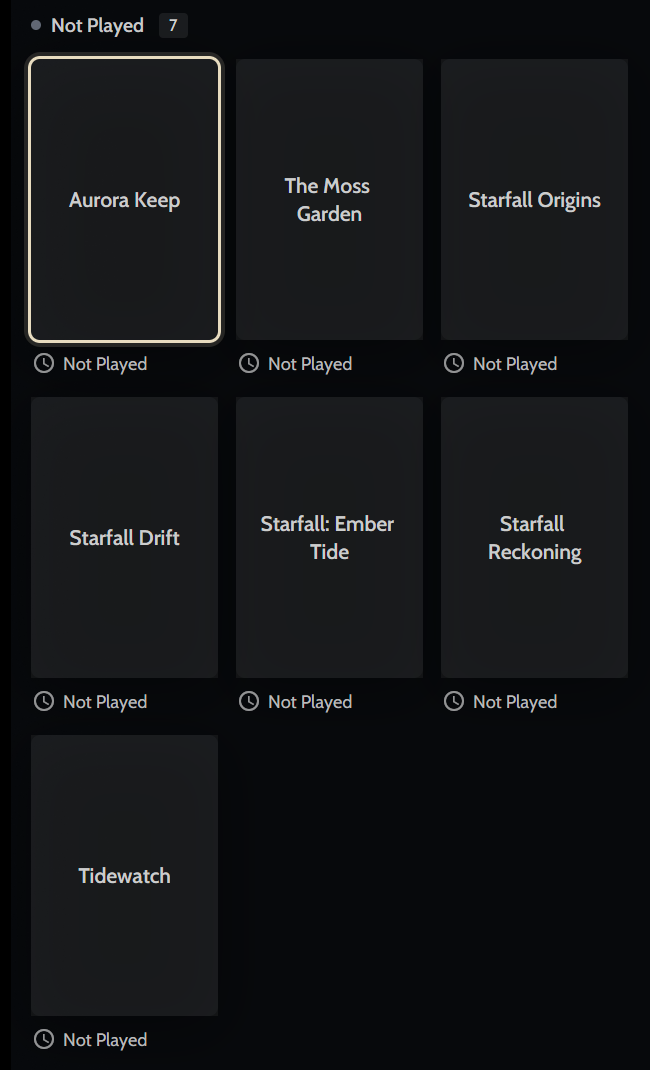 Not Played 7
Aurora Keep
The Moss
Garden
Starfall Origins
Not Played
Not Played
Not Played
Starfall Drift
Starfall: Ember
Tide
Starfall
Reckoning
Not Played
Not Played
Not Played
Tidewatch
Not Played